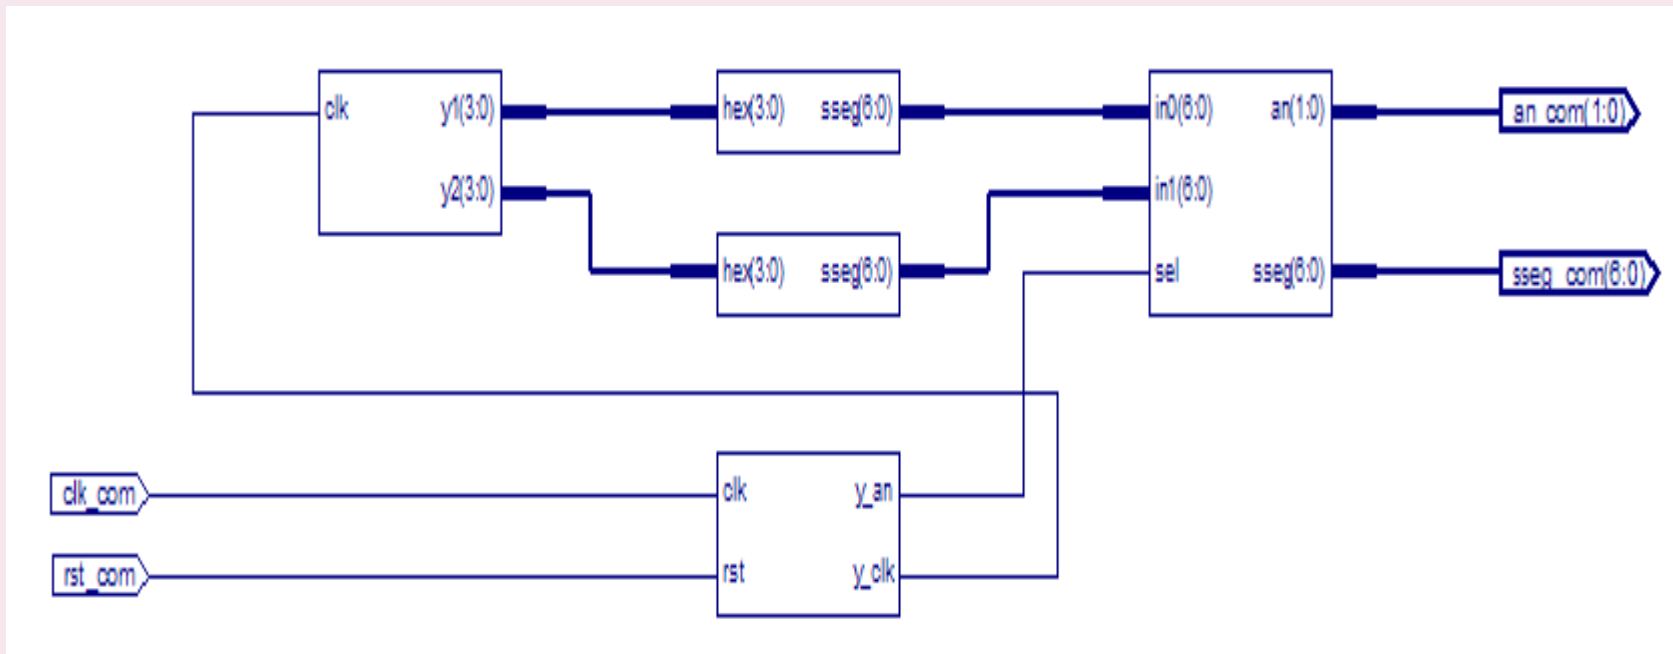 clk y1(3:0)
y2(3:0)
hex(3:0) sseg(6:0)
hex(3:0) sseg(6:0)
in0(6:0) an(1:0)
in1(6:0)
sel sseg(6:0)
an_com(1:0)
sseg_com(6:0)
clk_com
rst_com
clk y_an
rst y_clk